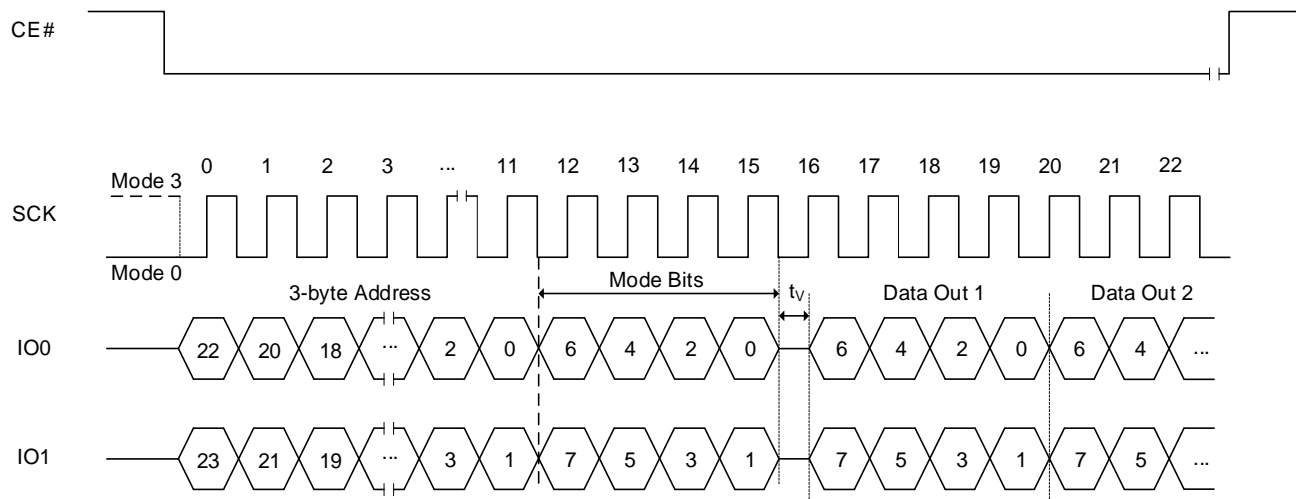 CE#
0 1 2 3 ... 11 12 13 14 15 16 17 18 19 20 21 22
Mode 3
SCK
Mode 0
3-byte Address Mode Bits tV Data Out 1 Data Out 2
IO0 22 20 18 ... 2 0 6 4 2 0 6 4 2 0 6 4 ...
IO1 23 21 19 ... 3 1 7 5 3 1 7 5 3 1 7 5 ...